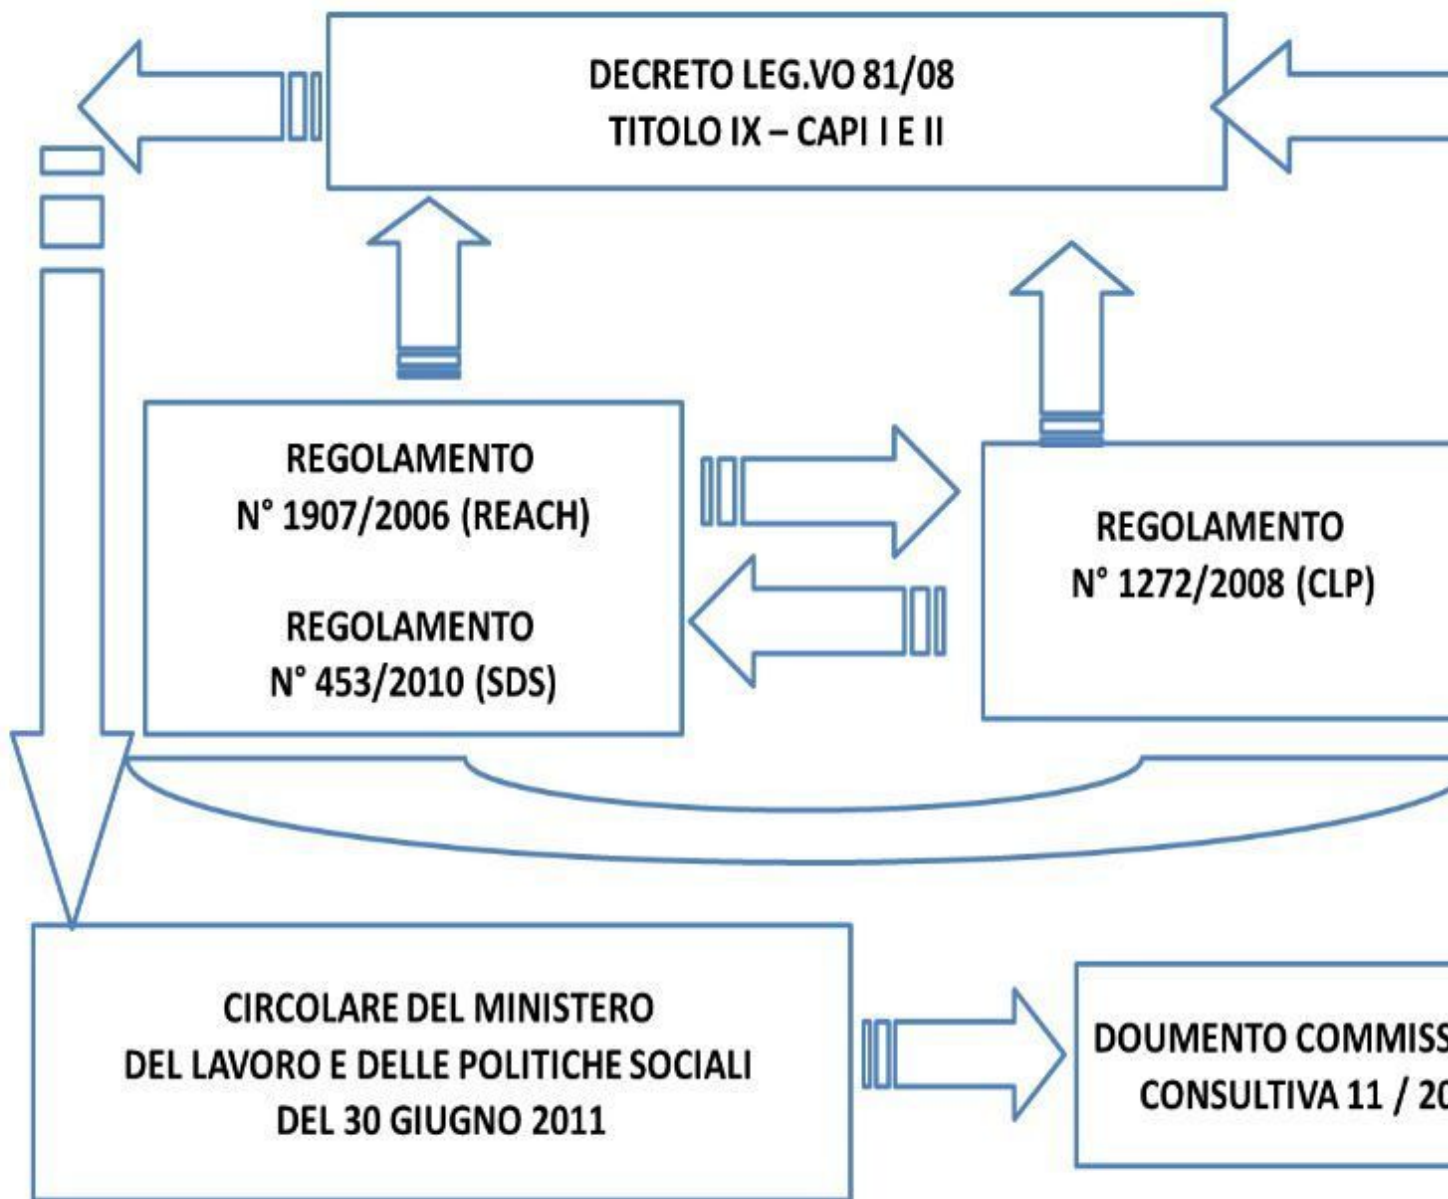 DECRETO LEG.VO 81/08
TITOLO IX – CAPI I E II
REGOLAMENTO
N° 1907/2006 (REACH)
REGOLAMENTO
N° 453/2010 (SDS)
REGOLAMENTO
N° 1272/2008 (CLP)
CIRCOLARE DEL MINISTERO
DEL LAVORO E DELLE POLITICHE SOCIALI
DEL 30 GIUGNO 2011
DOUMENTO COMMISS
CONSULTIVA 11 / 20